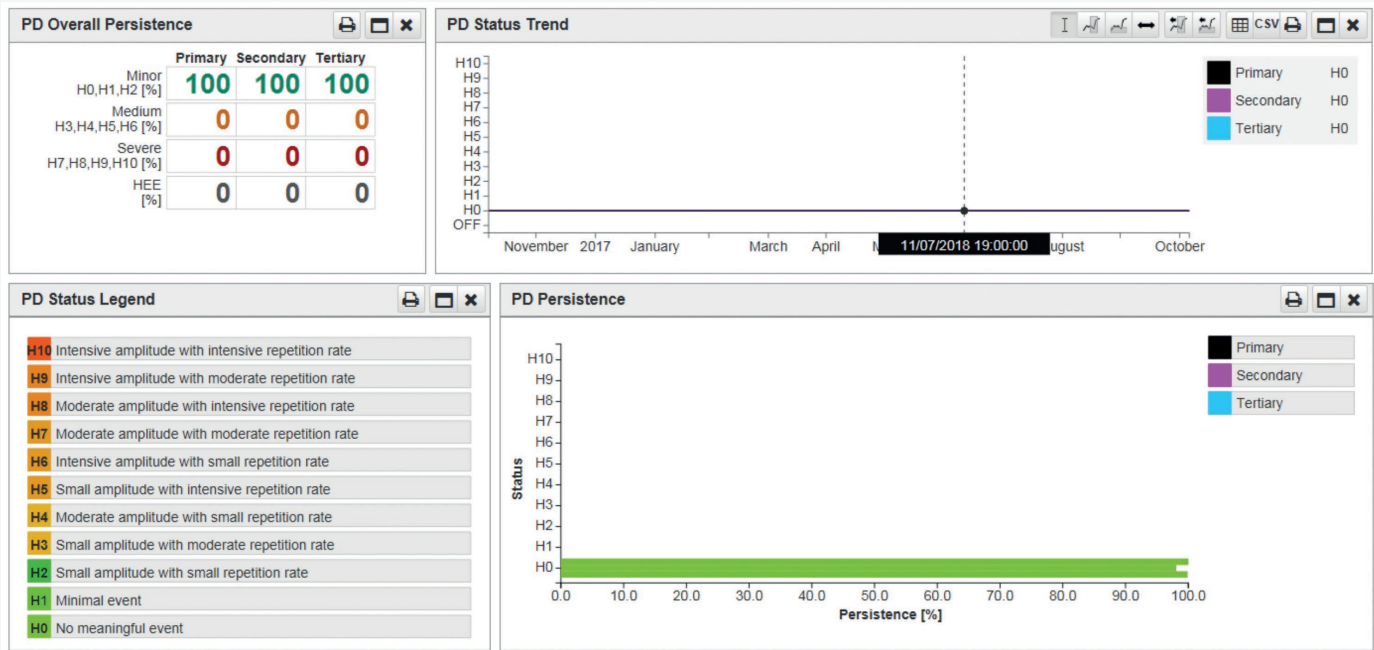 PD Overall Persistence
Primary Secondary Tertiary
Minor
H0,H1,H2 [%]
100 100 100
Medium
H3,H4,H5,H6 [%]
0 0 0
Severe
H7,H8,H9,H10 [%]
0 0 0
HEE
[%]
0 0 0
PD Status Trend
CSV
H10
H9
H8
H7
H6
H5
H4
H3
H2
H1
H0
OFF
November 2017 January March April 11/07/2018 19:00:00 ugust October
Primary H0
Secondary H0
Tertiary H0
PD Status Legend
H10 Intensive amplitude with intensive repetition rate
H9 Intensive amplitude with moderate repetition rate
H8 Moderate amplitude with intensive repetition rate
H7 Moderate amplitude with moderate repetition rate
H6 Intensive amplitude with small repetition rate
H5 Small amplitude with intensive repetition rate
H4 Moderate amplitude with small repetition rate
H3 Small amplitude with moderate repetition rate
H2 Small amplitude with small repetition rate
H1 Minimal event
H0 No meaningful event
PD Persistence
Status
H10
H9
H8
H7
H6
H5
H4
H3
H2
H1
H0
0.0 10.0 20.0 30.0 40.0 50.0 60.0 70.0 80.0 90.0 100.0
Persistence [%]
Primary
Secondary
Tertiary